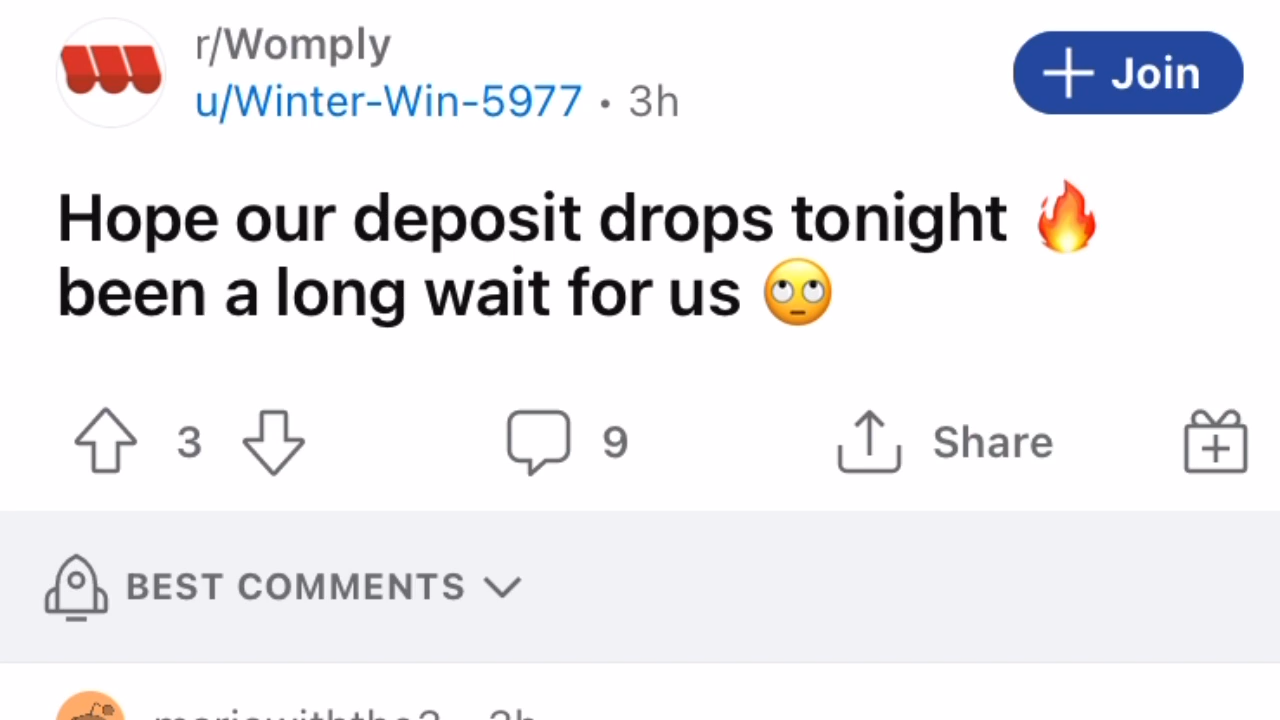 r/Womply
u/Winter-Win-5977 • 3h
Join
Hope our deposit drops tonight 🔥
been a long wait for us 🙄
3
9
Share
BEST COMMENTS